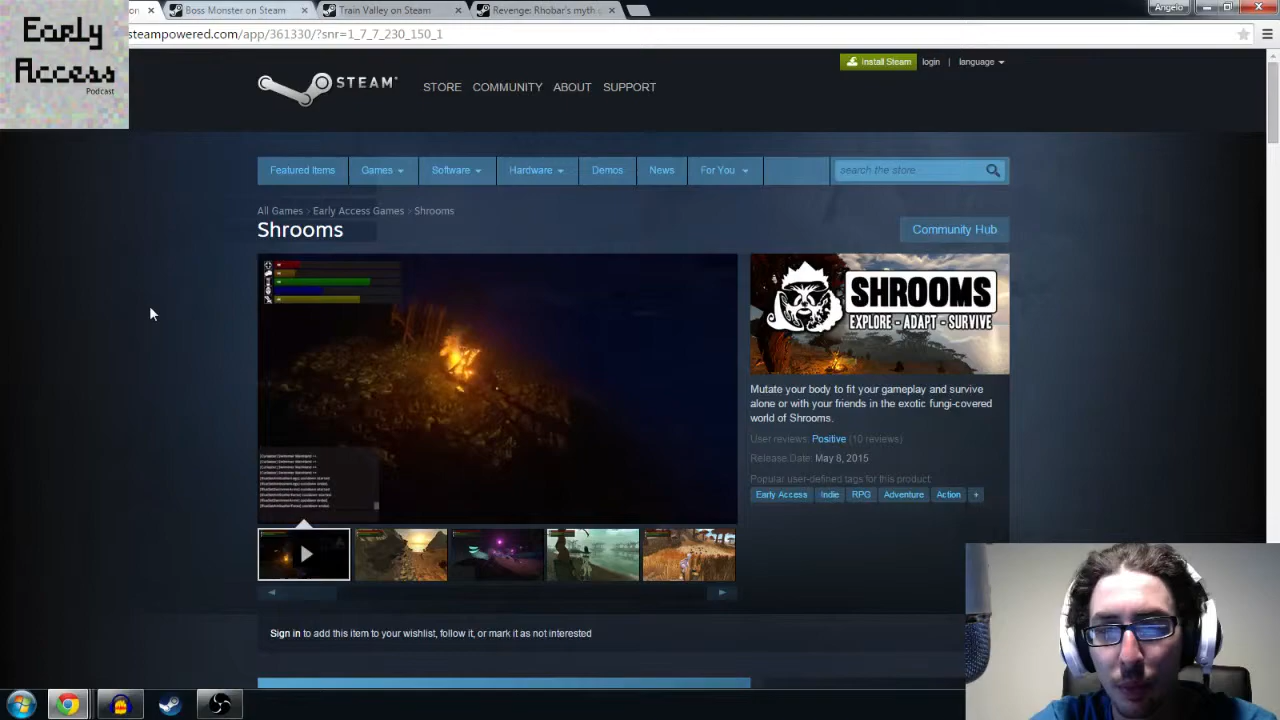 Early
Access
Podcast
on
Boss Monster on Steam
Train Valley on Steam
Revenge: Rhobar's myth
Angelo
steampowered.com/app/361330/?snr=1_7_7_230_150_1
Install Steam
login
|
language
STEAM
STORE
COMMUNITY
ABOUT
SUPPORT
Featured Items
Games
Software
Hardware
Demos
News
For You
search the store
All Games > Early Access Games > Shrooms
Shrooms
Community Hub
SHROOMS
EXPLORE - ADAPT - SURVIVE
Mutate your body to fit your gameplay and survive
alone or with your friends in the exotic fungi-covered
world of Shrooms.
User reviews: Positive (10 reviews)
Release Date: May 8, 2015
Popular user-defined tags for this product:
Early Access
Indie
RPG
Adventure
Action
+
Sign in to add this item to your wishlist, follow it, or mark it as not interested